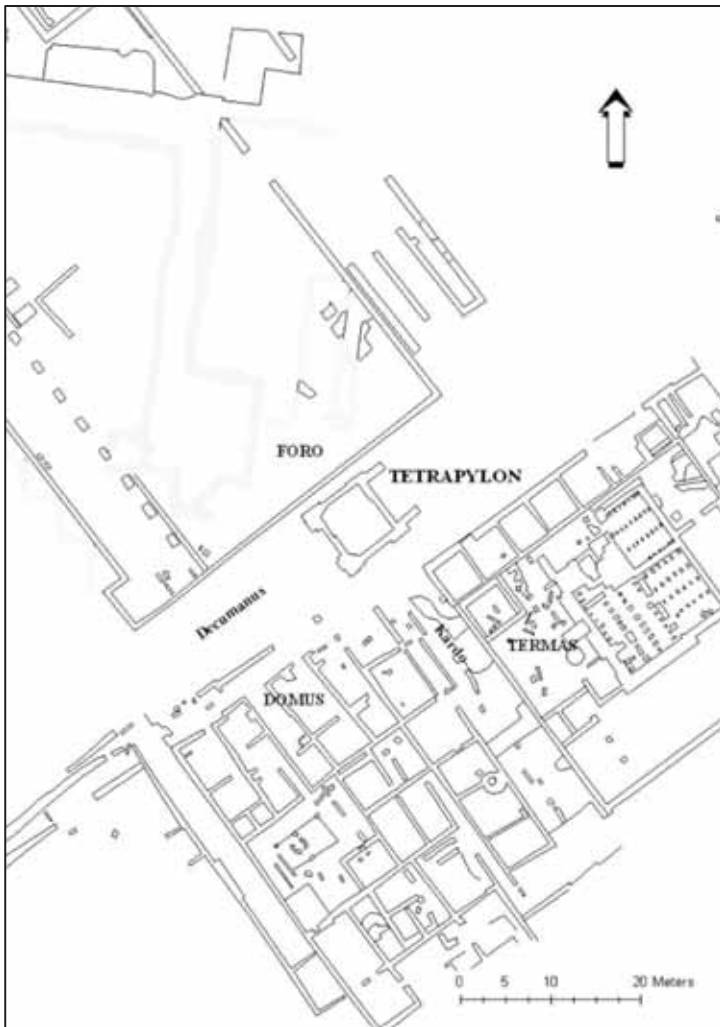 FORO
TETRAPYLON
Decumanus
Kardo
TERMAS
DOMUS
0 5 10 20 Meters